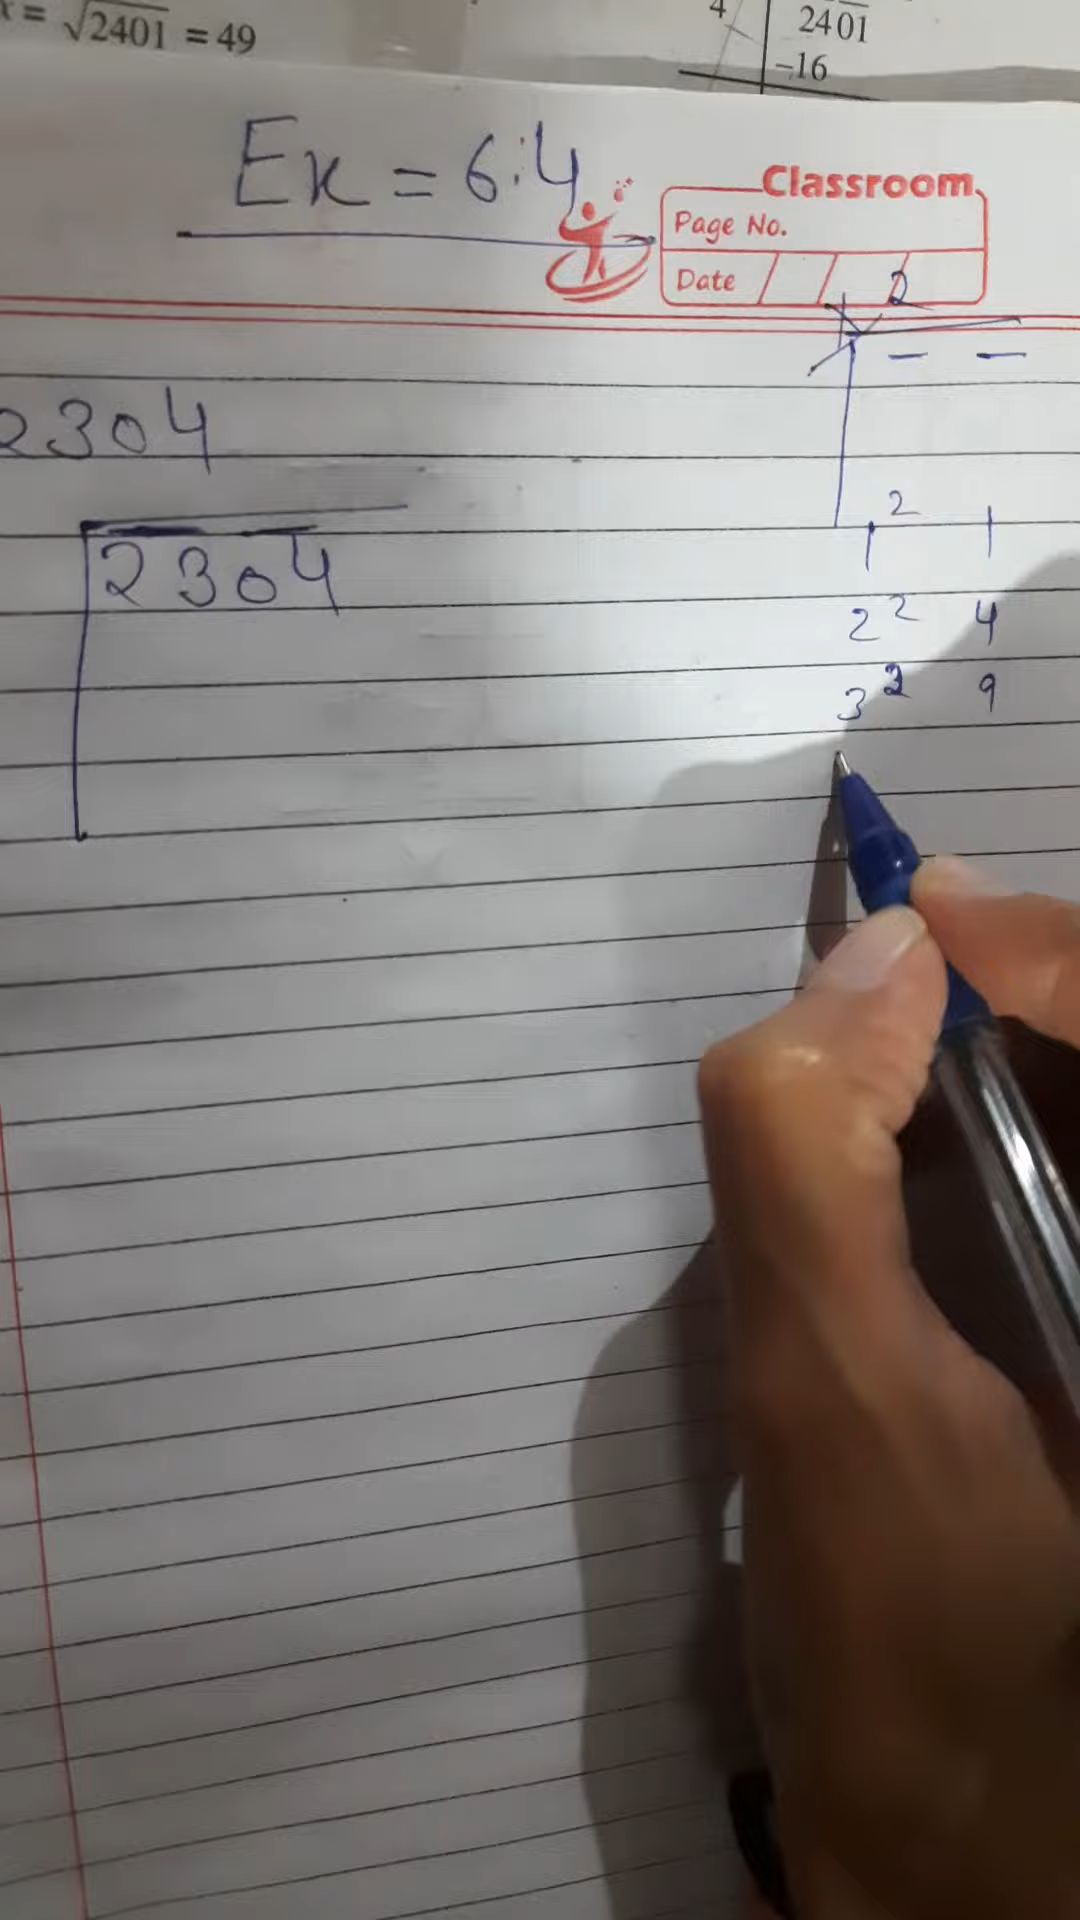 x = √2401 = 49
4 2401
-16
Ex = 6.4
Classroom
Page No.
Date / / /
2
2304
2304
1² 1
2² 4
3² 9